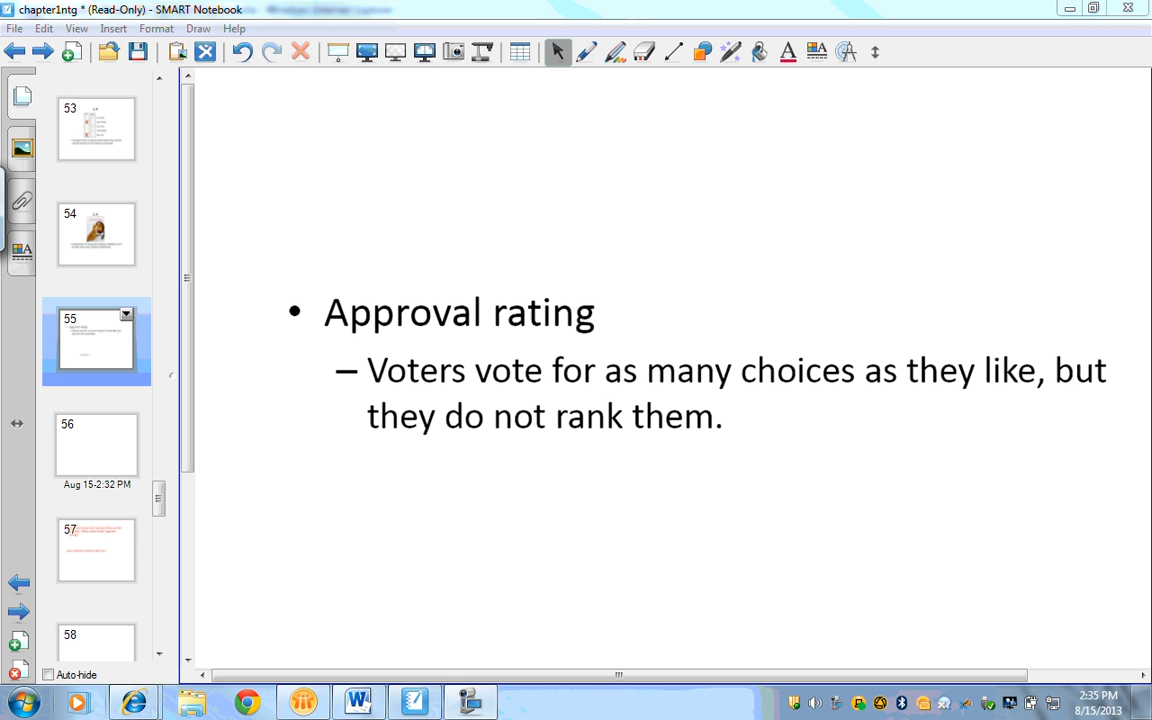 chapter1ntg * (Read-Only) - SMART Notebook
File Edit View Insert Format Draw Help
53
54
55
56
Aug 15-2:32 PM
57
58
• Approval rating
– Voters vote for as many choices as they like, but
they do not rank them.
Auto-hide
2:35 PM
8/15/2013